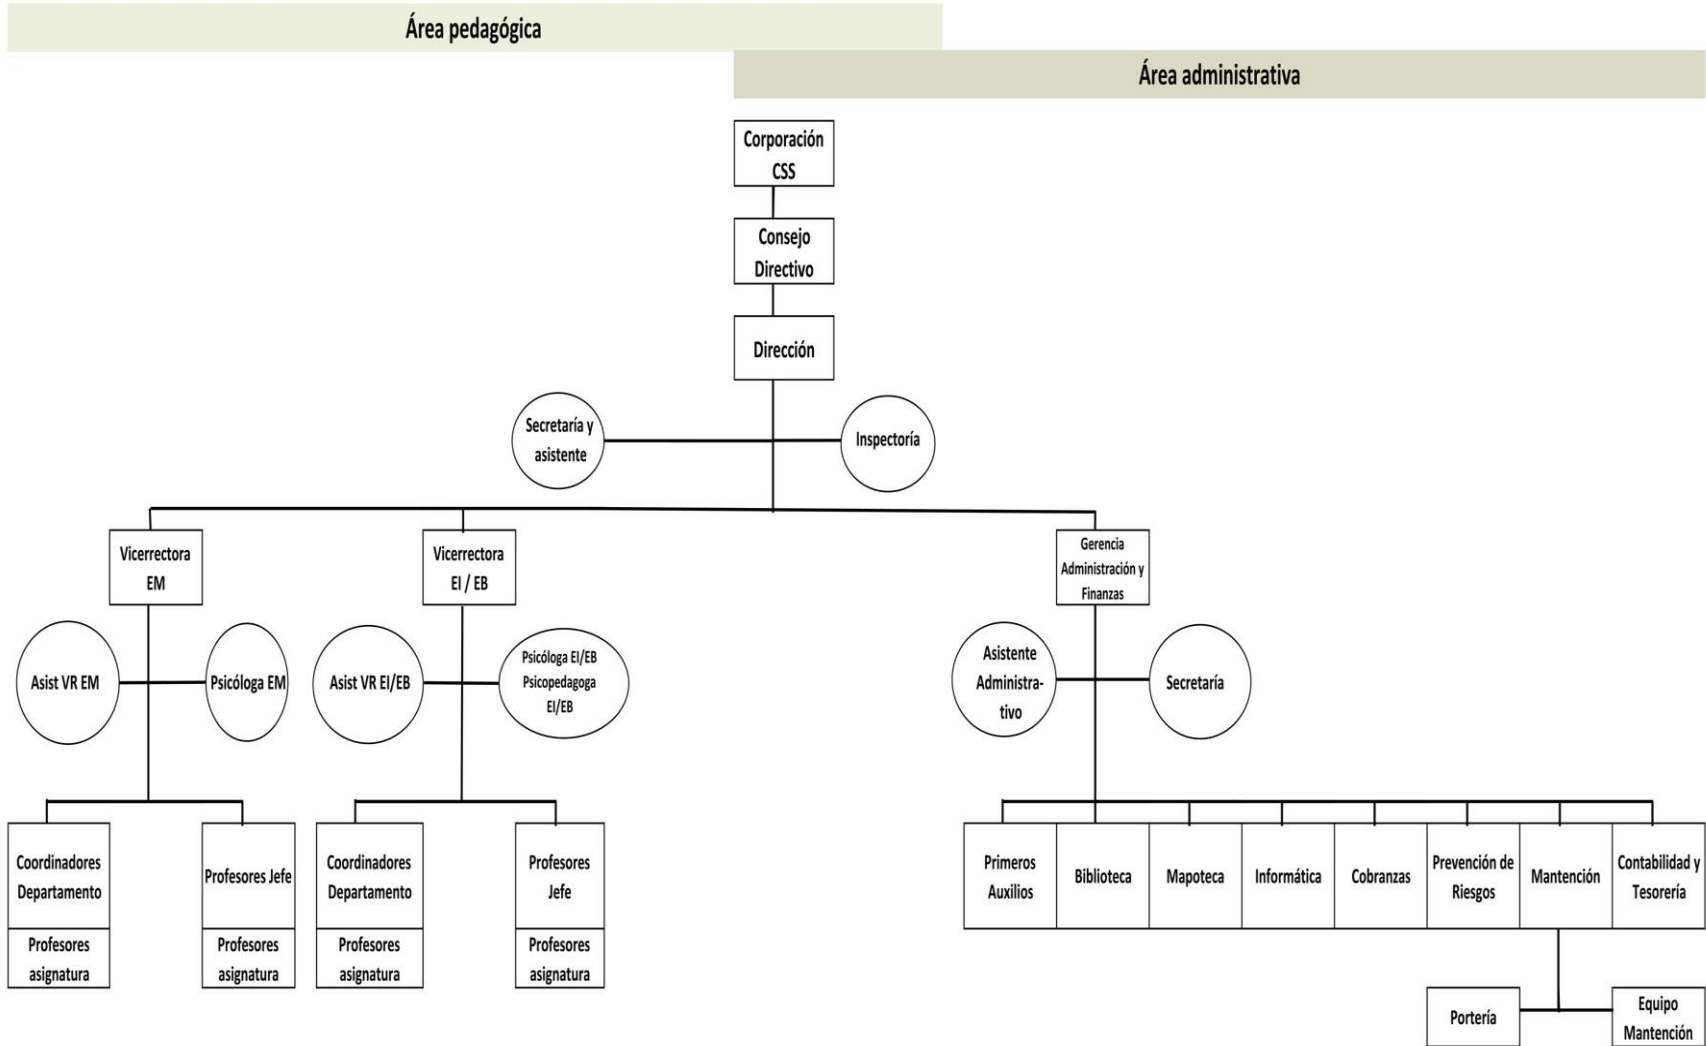 Área pedagógica
Área administrativa
Corporación
CSS
Consejo
Directivo
Dirección
Secretaría y
asistente
Inspectoría
Vicerrectora
EM
Vicerrectora
EI / EB
Gerencia
Administración y
Finanzas
Asist VR EM
Psicóloga EM
Asist VR EI/EB
Psicóloga EI/EB
Psicopedagoga
EI/EB
Asistente
Administra-
tivo
Secretaría
Coordinadores
Departamento
Profesores Jefe
Coordinadores
Departamento
Profesores
Jefe
Primeros
Auxilios
Biblioteca
Mapoteca
Informática
Cobranzas
Prevención de
Riesgos
Mantención
Contabilidad y
Tesorería
Profesores
asignatura
Profesores
asignatura
Profesores
asignatura
Profesores
asignatura
Portería
Equipo
Mantención